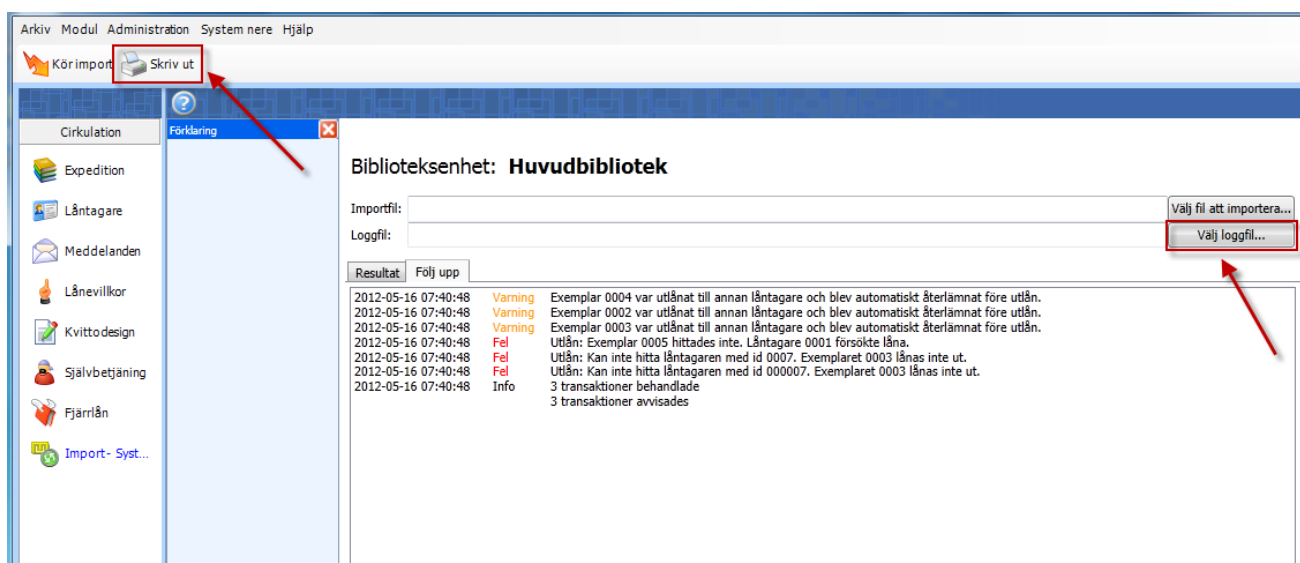 Arkiv Modul Administration System nere Hjälp
Kör import Skriv ut
Cirkulation
Förklaring
Expedition
Låntagare
Meddelanden
Lånevillkor
Kvittodesign
Självbetjäning
Fjärrlån
Import- Syst...
Biblioteksenhet: Huvudbibliotek
Importfil: Välj fil att importera...
Loggfil: Välj loggfil...
Resultat Följ upp
2012-05-16 07:40:48 Varning Exemplar 0004 var utlånat till annan låntagare och blev automatiskt återlämnat före utlån.
2012-05-16 07:40:48 Varning Exemplar 0002 var utlånat till annan låntagare och blev automatiskt återlämnat före utlån.
2012-05-16 07:40:48 Varning Exemplar 0003 var utlånat till annan låntagare och blev automatiskt återlämnat före utlån.
2012-05-16 07:40:48 Fel Utlån: Exemplar 0005 hittades inte. Låntagare 0001 försökte låna.
2012-05-16 07:40:48 Fel Utlån: Kan inte hitta låntagaren med id 0007. Exemplaret 0003 lånas inte ut.
2012-05-16 07:40:48 Fel Utlån: Kan inte hitta låntagaren med id 000007. Exemplaret 0003 lånas inte ut.
2012-05-16 07:40:48 Info 3 transaktioner behandlade
3 transaktioner avvisades